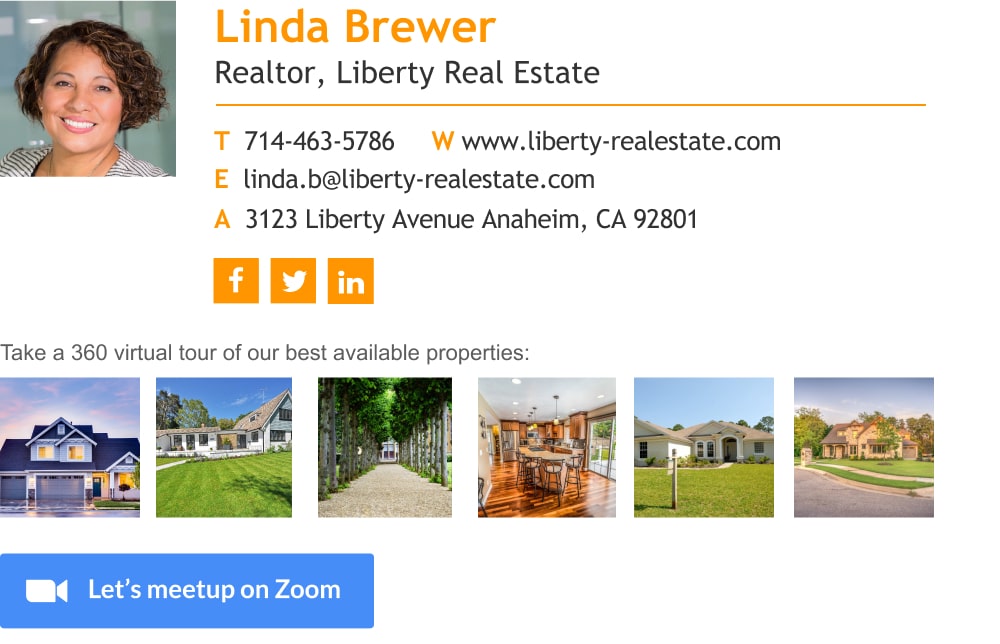 Linda Brewer
Realtor, Liberty Real Estate
T 714-463-5786 W www.liberty-realestate.com
E linda.b@liberty-realestate.com
A 3123 Liberty Avenue Anaheim, CA 92801
Take a 360 virtual tour of our best available properties:
Let's meetup on Zoom